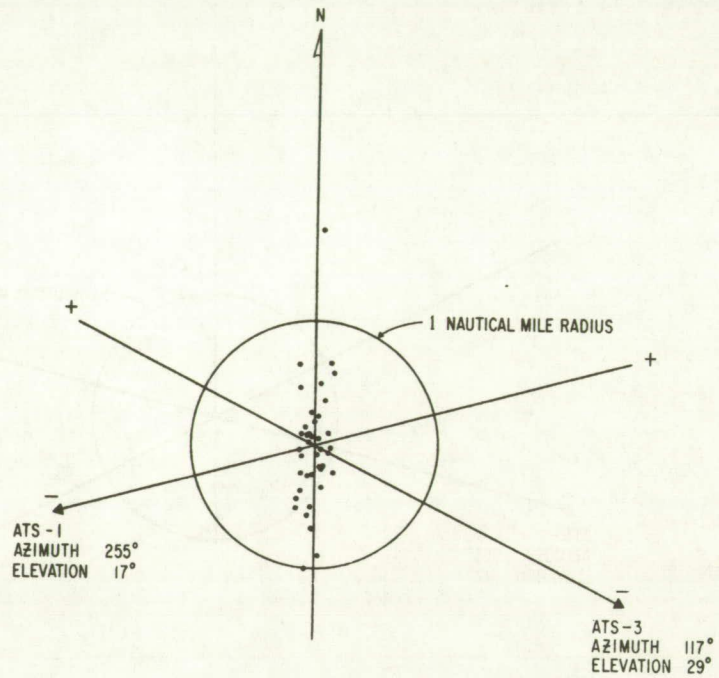 N
+
1 NAUTICAL MILE RADIUS
+
−
ATS-1
AZIMUTH 255°
ELEVATION 17°
−
ATS-3
AZIMUTH 117°
ELEVATION 29°